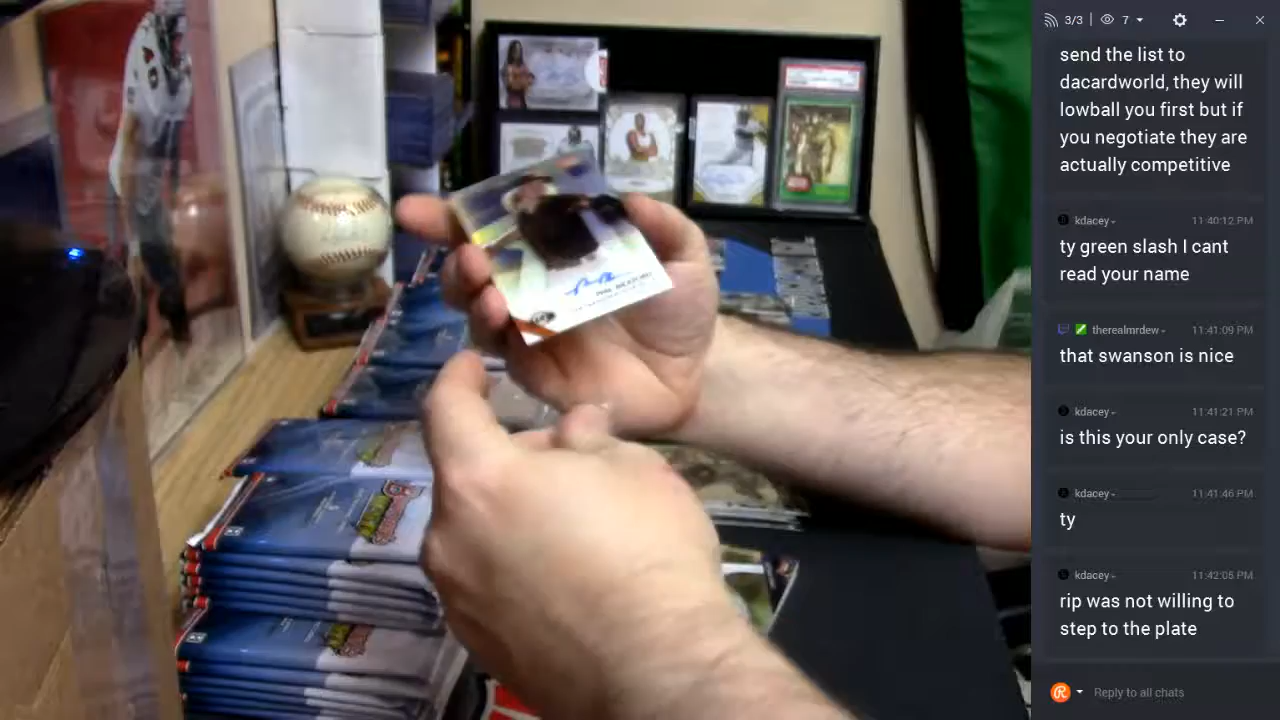 3/3 | 7
send the list to
dacardworld, they will
lowball you first but if
you negotiate they are
actually competitive
kdacey- 11:40:12 PM
ty green slash I cant
read your name
therealmrdew- 11:41:09 PM
that swanson is nice
kdacey- 11:41:21 PM
is this your only case?
kdacey- 11:41:46 PM
ty
kdacey- 11:42:05 PM
rip was not willing to
step to the plate
Reply to all chats